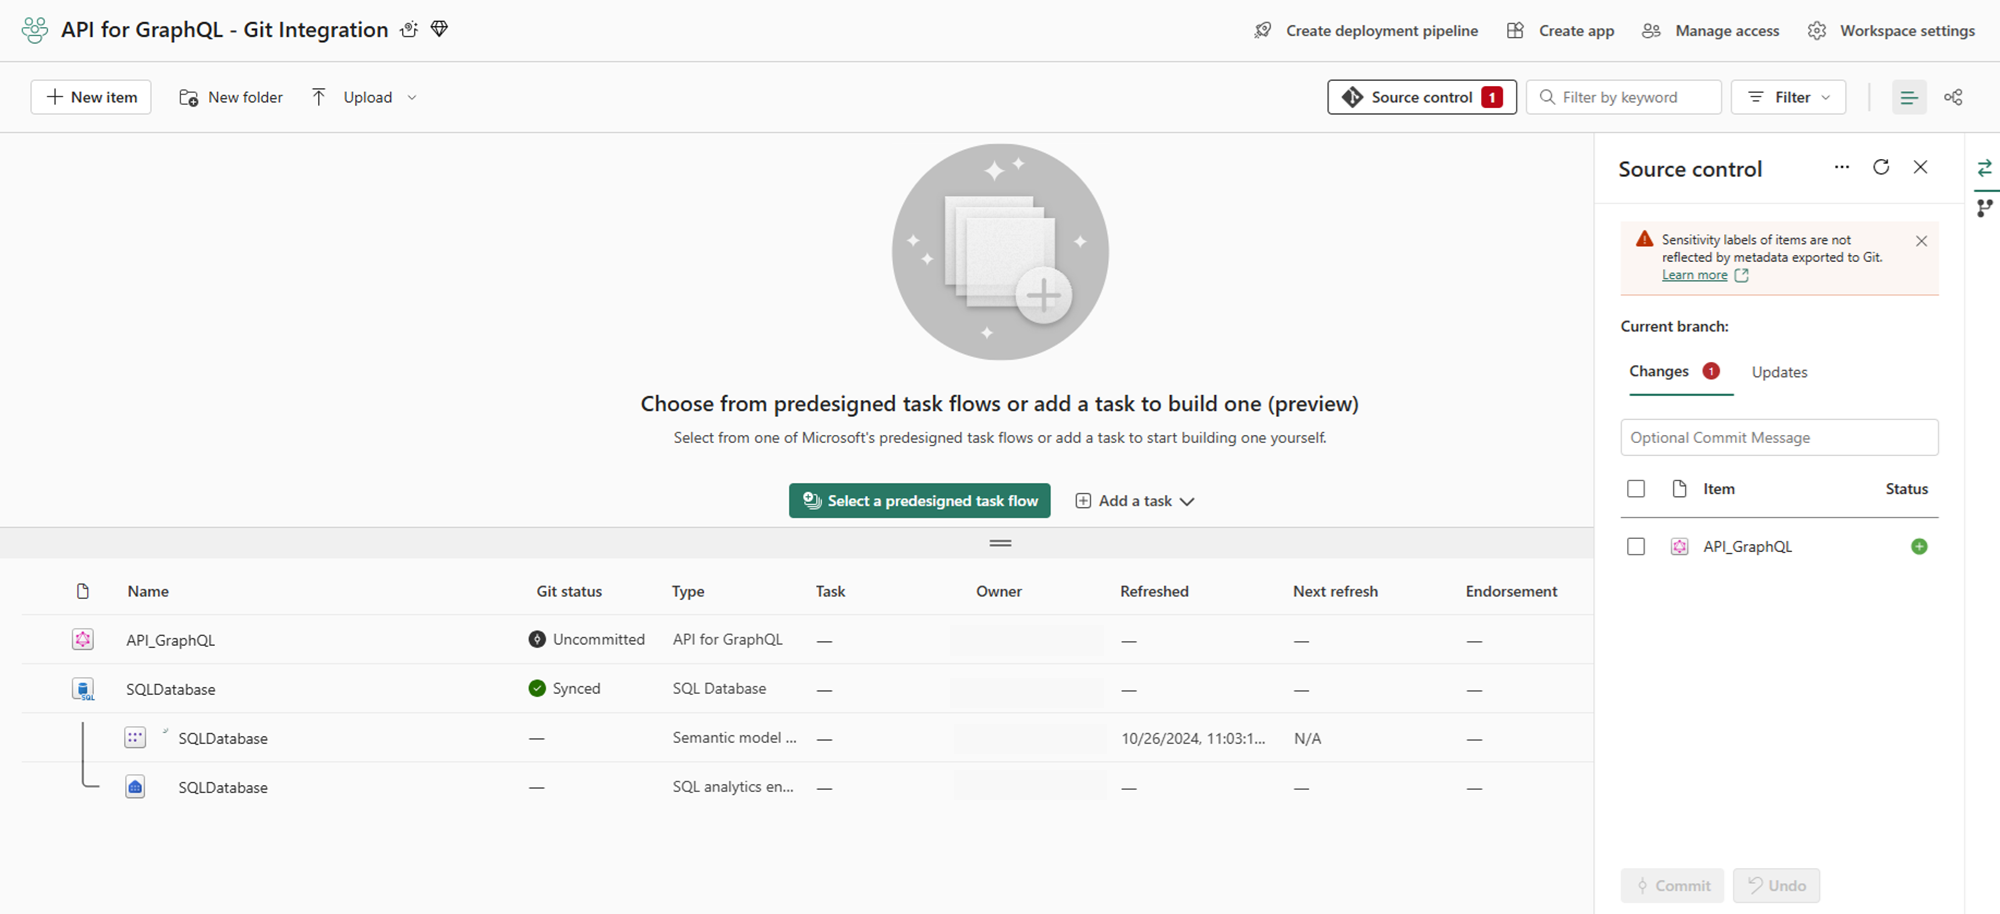 API for GraphQL - Git Integration
Create deployment pipeline
Create app
Manage access
Workspace settings
New item
New folder
Upload
Source control 1
Filter by keyword
Filter
Choose from predesigned task flows or add a task to build one (preview)
Select from one of Microsoft's predesigned task flows or add a task to start building one yourself.
Select a predesigned task flow
Add a task
Name Git status Type Task Owner Refreshed Next refresh Endorsement
API_GraphQL Uncommitted API for GraphQL — — — —
SQLDatabase Synced SQL Database — — — —
SQLDatabase — Semantic model ... — 10/26/2024, 11:03:1... N/A —
SQLDatabase — SQL analytics en... — — — —
Source control
Sensitivity labels of items are not
reflected by metadata exported to Git.
Learn more
Current branch:
Changes 1 Updates
Optional Commit Message
Item Status
API_GraphQL
Commit Undo